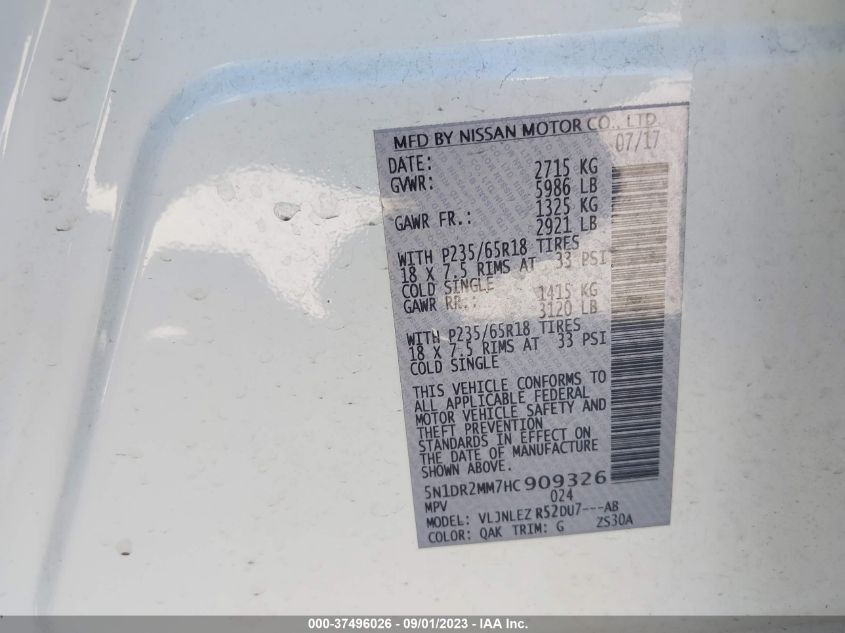 MFD BY NISSAN MOTOR CO., LTD.
DATE: 07/17
GVWR: 2715 KG
5986 LB
GAWR FR.: 1325 KG
2921 LB
WITH P235/65R18 TIRES
18 X 7.5 RIMS AT 33 PSI
COLD SINGLE
GAWR RR.: 1415 KG
3120 LB
WITH P235/65R18 TIRES
18 X 7.5 RIMS AT 33 PSI
COLD SINGLE
THIS VEHICLE CONFORMS TO
ALL APPLICABLE FEDERAL
MOTOR VEHICLE SAFETY AND
THEFT PREVENTION
STANDARDS IN EFFECT ON
THE DATE OF MANUFACTURE
SHOWN ABOVE.
5N1DR2MM7HC909326
MPV 024
MODEL: VLJNLEZ R52DU7---AB
COLOR: QAK TRIM: G ZS30A
000-37496026 - 09/01/2023 - IAA Inc.